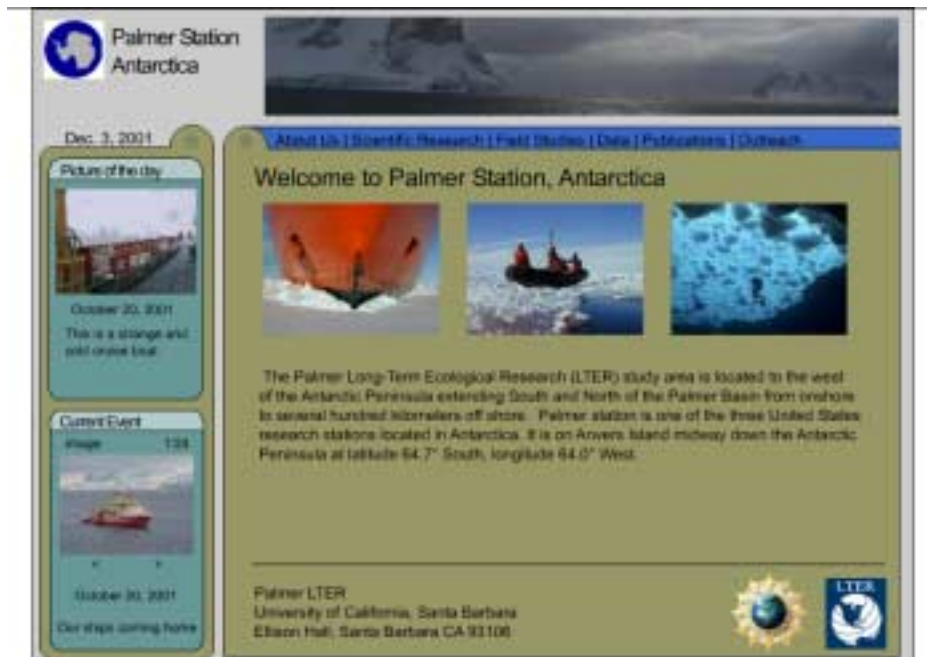 Palmer Station
Antarctica
Dec. 3, 2001
About Us | Scientific Research | Field Studies | Data | Publications | Outreach
Picture of the day
October 20, 2001
This is a strange and
cold cruise boat.
Current Event
image 1/24
< >
October 20, 2001
Our ships coming home
Welcome to Palmer Station, Antarctica
The Palmer Long-Term Ecological Research (LTER) study area is located to the west
of the Antarctic Peninsula extending South and North of the Palmer Basin from onshore
to several hundred kilometers off shore. Palmer station is one of the three United States
research stations located in Antarctica. It is on Anvers Island midway down the Antarctic
Peninsula at latitude 64.7° South, longitude 64.0° West.
Palmer LTER
University of California, Santa Barbara
Ellison Hall, Santa Barbara CA 93106
LTER